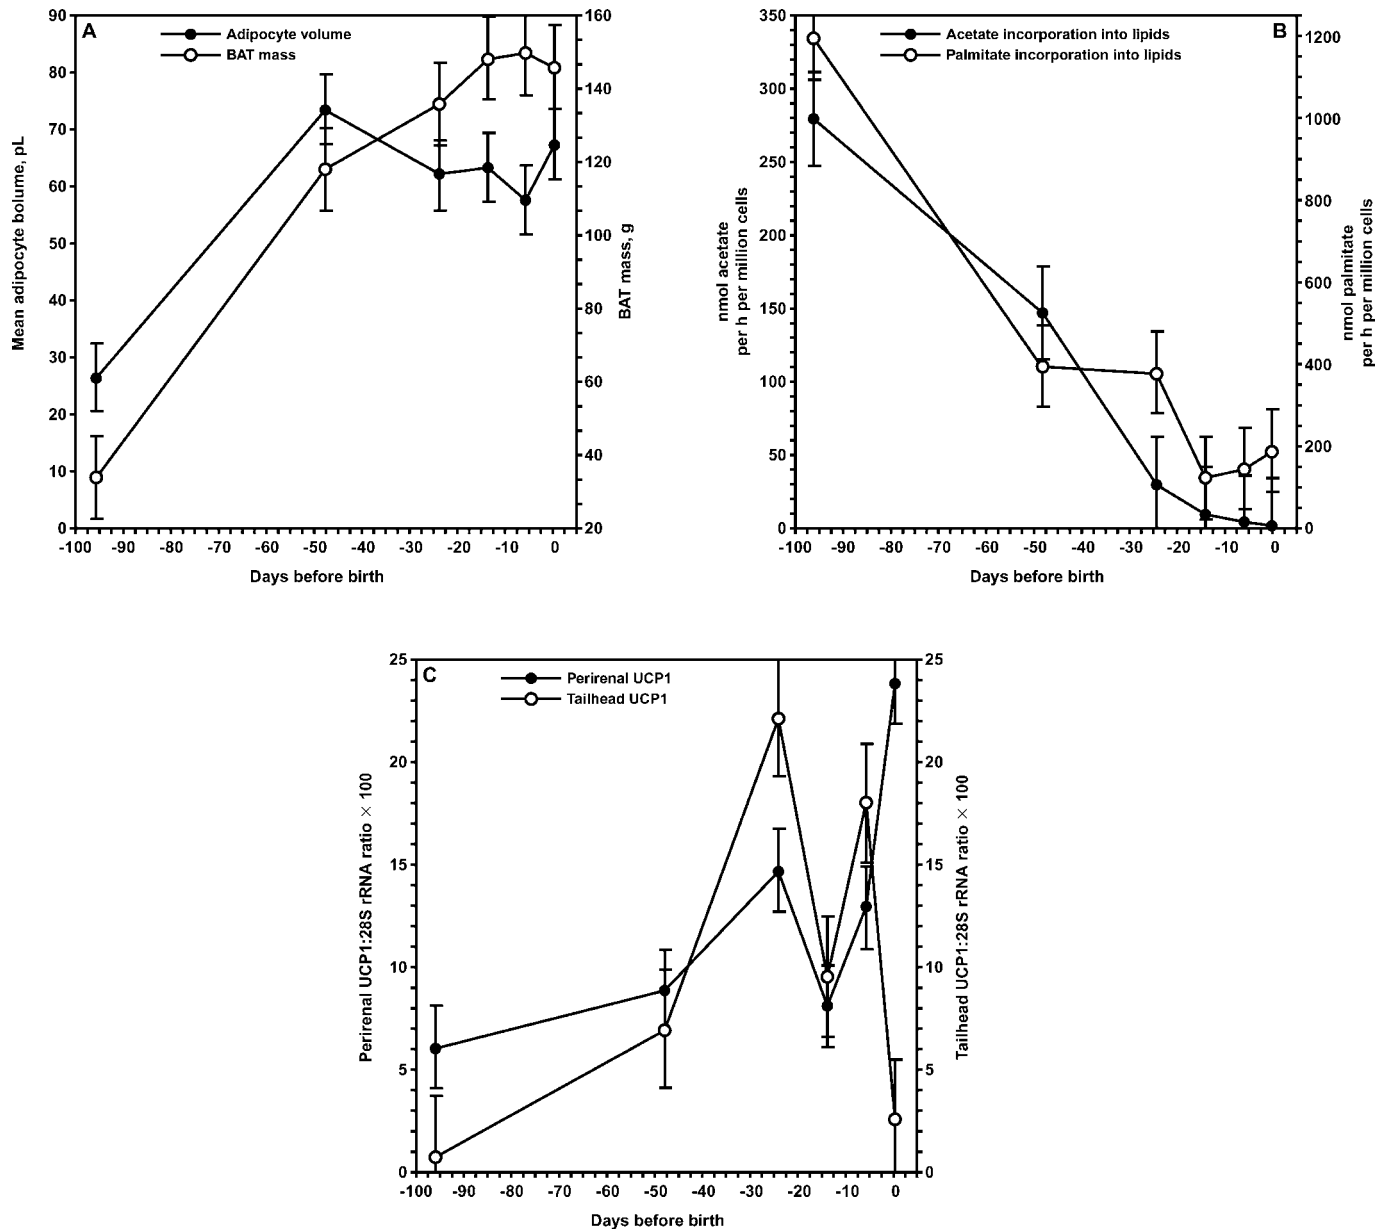 A
Adipocyte volume
BAT mass
90
80
70
60
50
40
30
20
10
0
160
140
120
100
80
60
40
20
-100 -90 -80 -70 -60 -50 -40 -30 -20 -10 0
Mean adipocyte bolume, pL
BAT mass, g
Days before birth
B
Acetate incorporation into lipids
Palmitate incorporation into lipids
350
300
250
200
150
100
50
0
1200
1000
800
600
400
200
0
-100 -90 -80 -70 -60 -50 -40 -30 -20 -10 0
nmol acetate
per h per million cells
nmol palmitate
per h per million cells
Days before birth
C
Perirenal UCP1
Tailhead UCP1
25
20
15
10
5
0
25
20
15
10
5
0
-100 -90 -80 -70 -60 -50 -40 -30 -20 -10 0
Perirenal UCP1:28S rRNA ratio × 100
Tailhead UCP1:28S rRNA ratio × 100
Days before birth